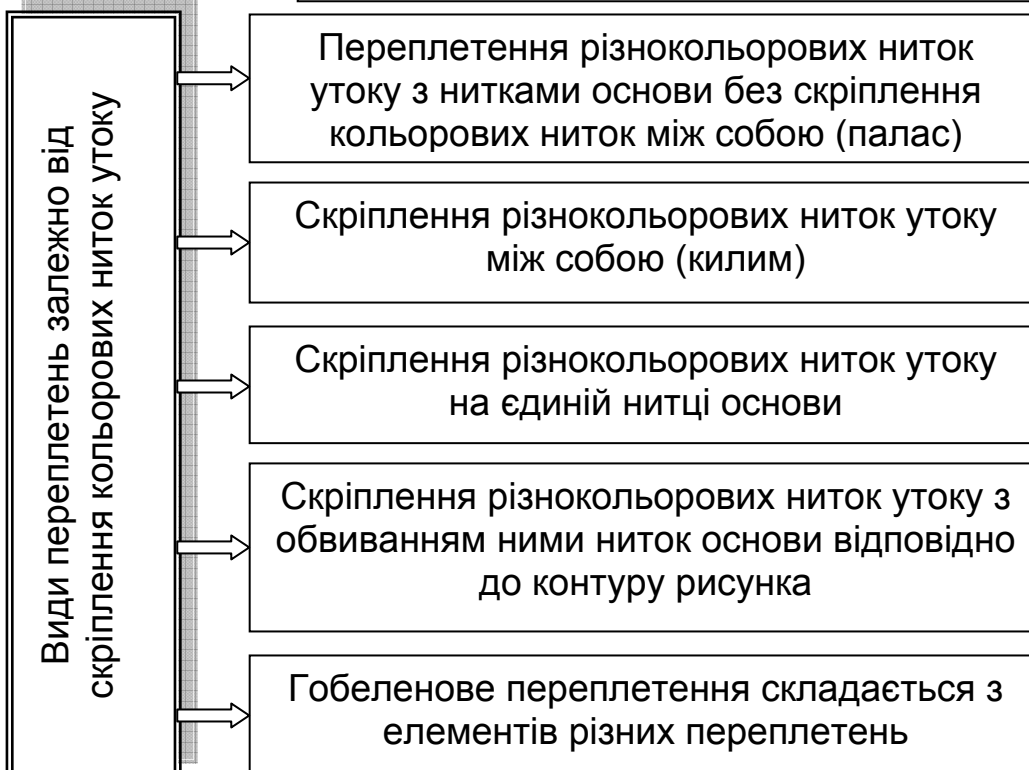 Види переплетень залежно від
скріплення кольорових ниток утоку
Переплетення різнокольорових ниток
утоку з нитками основи без скріплення
кольорових ниток між собою (палас)
Скріплення різнокольорових ниток утоку
між собою (килим)
Скріплення різнокольорових ниток утоку
на єдиній нитці основи
Скріплення різнокольорових ниток утоку з
обвиванням ними ниток основи відповідно
до контуру рисунка
Гобеленове переплетення складається з
елементів різних переплетень